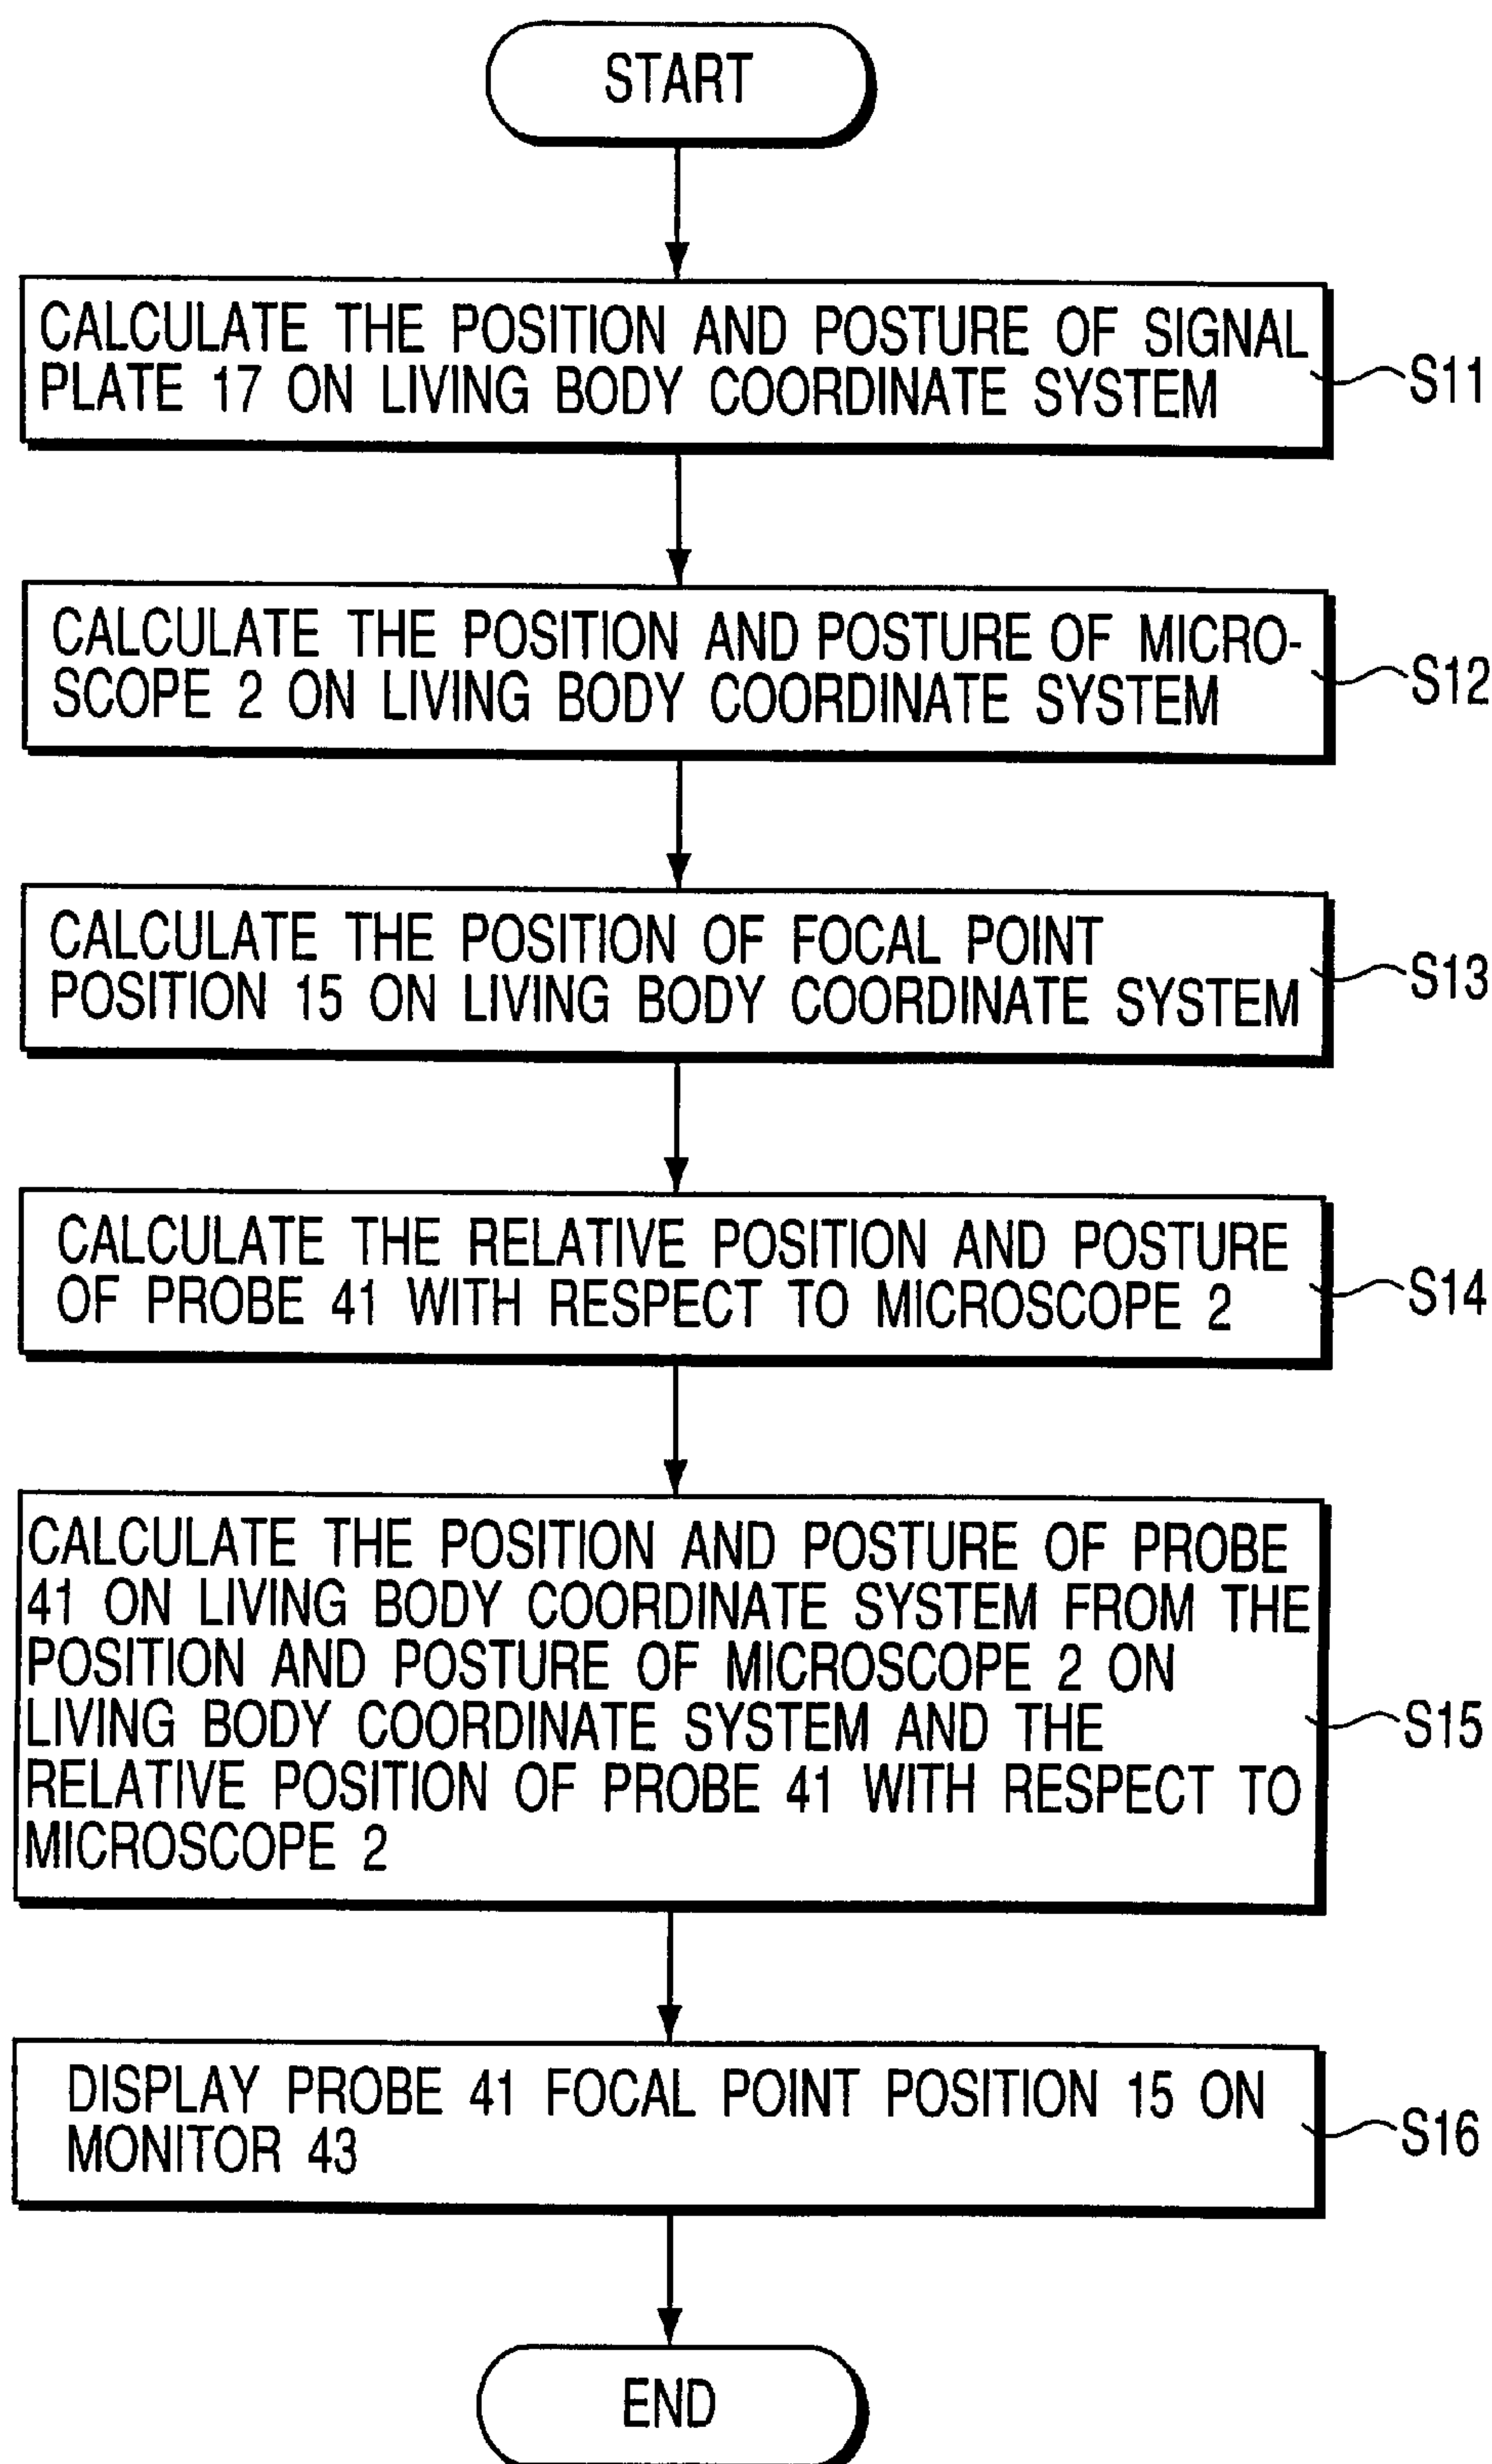 START
CALCULATE THE POSITION AND POSTURE OF SIGNAL
PLATE 17 ON LIVING BODY COORDINATE SYSTEM
S11
CALCULATE THE POSITION AND POSTURE OF MICRO-
SCOPE 2 ON LIVING BODY COORDINATE SYSTEM
S12
CALCULATE THE POSITION OF FOCAL POINT
POSITION 15 ON LIVING BODY COORDINATE SYSTEM
S13
CALCULATE THE RELATIVE POSITION AND POSTURE
OF PROBE 41 WITH RESPECT TO MICROSCOPE 2
S14
CALCULATE THE POSITION AND POSTURE OF PROBE
41 ON LIVING BODY COORDINATE SYSTEM FROM THE
POSITION AND POSTURE OF MICROSCOPE 2 ON
LIVING BODY COORDINATE SYSTEM AND THE
RELATIVE POSITION OF PROBE 41 WITH RESPECT TO
MICROSCOPE 2
S15
DISPLAY PROBE 41 FOCAL POINT POSITION 15 ON
MONITOR 43
S16
END